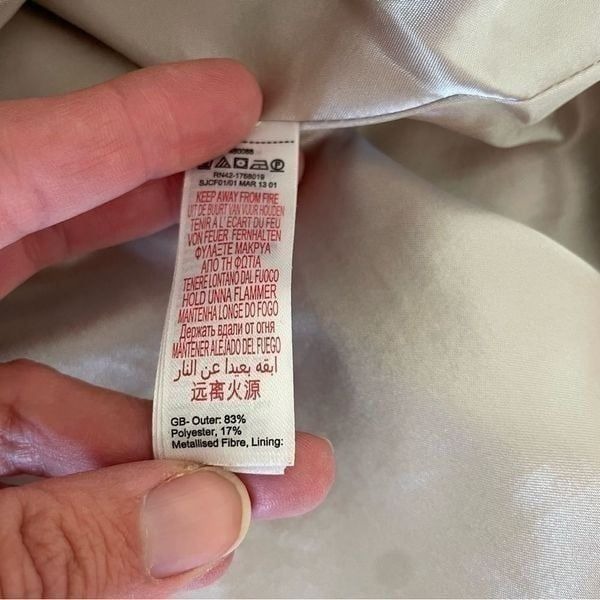 RN42-1768019
SJCF01/01 MAR 13 01
KEEP AWAY FROM FIRE
UIT DE BUURT VAN VUUR HOUDEN
TENIR À L'ECART DU FEU
VON FEUER FERNHALTEN
ΦΥΛΑΞΤΕ ΜΑΚΡΥΑ
ΑΠΟ ΤΗ ΦΩΤΙΑ
TENERE LONTANO DAL FUOCO
HOLD UNNA FLAMMER
MANTENHA LONGE DO FOGO
Держать вдали от огня
MANTENER ALEJADO DEL FUEGO
ابقه بعيدا عن النار
远离火源
GB- Outer: 83%
Polyester, 17%
Metallised Fibre, Lining: